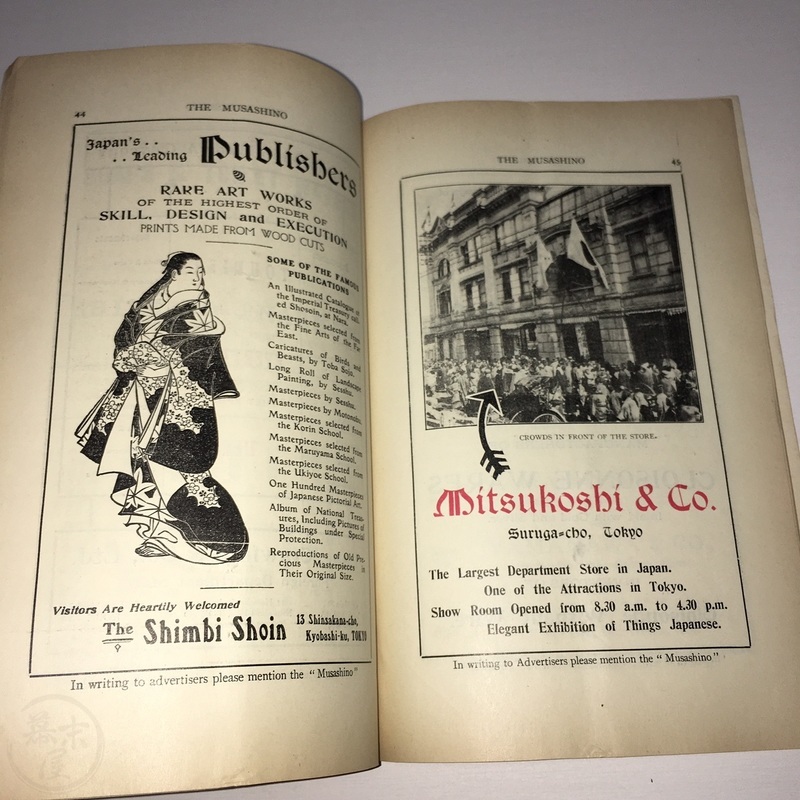 44
THE MUSASHINO
Japan's . .
. . Leading Publishers
RARE ART WORKS
OF THE HIGHEST ORDER OF
SKILL, DESIGN and EXECUTION
PRINTS MADE FROM WOOD CUTS
SOME OF THE FAMOUS
PUBLICATIONS
An Illustrated Catalogue of
the Imperial Treasury call-
ed Shosoin, at Nara.
Masterpieces selected from
the Fine Arts of the Far
East.
Caricatures of Birds and
Beasts, by Toba Sojo.
Long Roll of Landscape
Painting, by Sesshu.
Masterpieces by Sesshu.
Masterpieces by Motonobu.
Masterpieces selected from
the Korin School.
Masterpieces selected from
the Maruyama School.
Masterpieces selected from
the Ukiyoe School.
One Hundred Masterpieces
of Japanese Pictorial Art.
Album of National Treas-
ures, Including Pictures of
Buildings under Special
Protection.
Reproductions of Old Pre-
cious Masterpieces in
Their Original Size.
Visitors Are Heartily Welcomed
The Shimbi Shoin
13 Shinsakana-cho,
Kyobashi-ku, TOKYO
In writing to advertisers please mention the "Musashino"
THE MUSASHINO
45
CROWDS IN FRONT OF THE STORE.
Mitsukoshi & Co.
Suruga-cho, Tokyo
The Largest Department Store in Japan.
One of the Attractions in Tokyo.
Show Room Opened from 8.30 a.m. to 4.30 p.m.
Elegant Exhibition of Things Japanese.
In writing to Advertisers please mention the "Musashino"
幕末屋